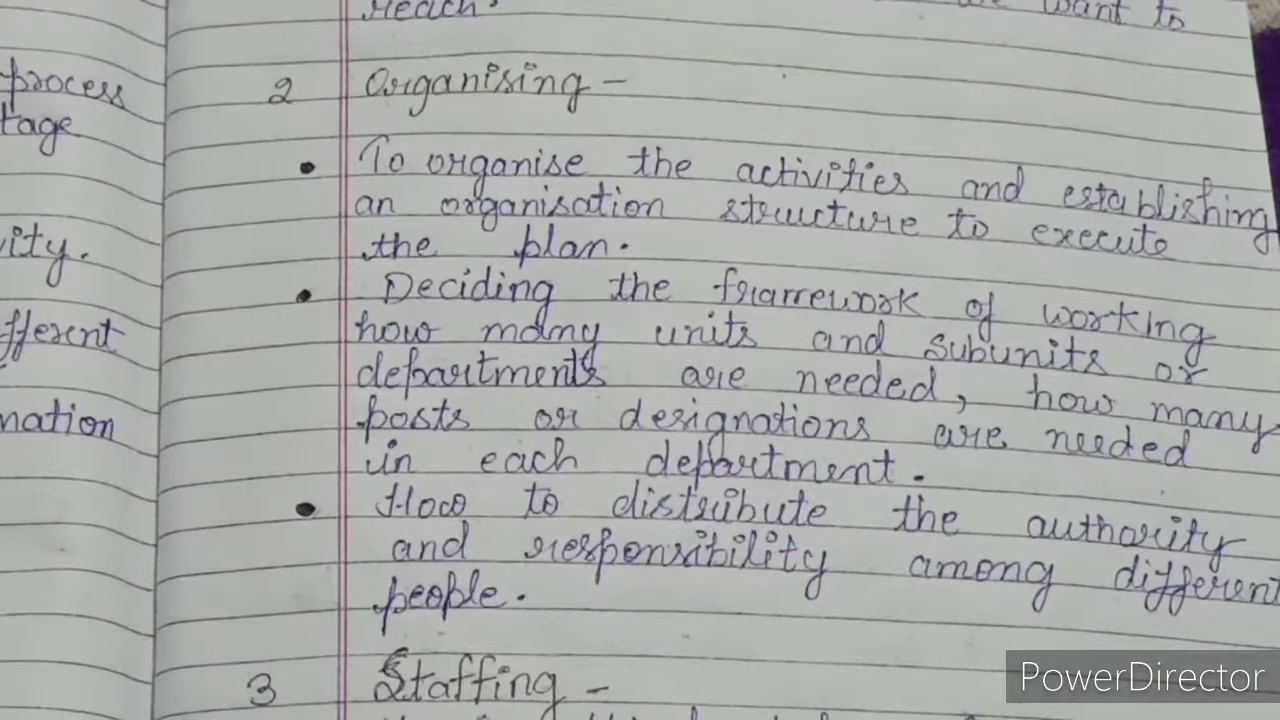 reach.
want to
process
tage
ity.
fferent
nation
2 Organising -
• To organise the activities and establishing
an organisation structure to execute
the plan.
• Deciding the framework of working
how many units and subunits or
departments are needed, how many
posts or designations are needed
in each department.
• How to distribute the authority
and responsibility among different
people.
3 Staffing -
PowerDirector